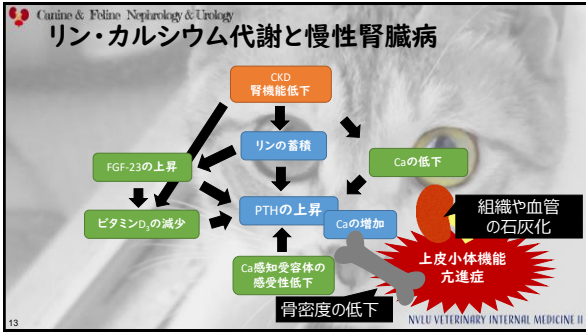 Canine & Feline Nephrology & Urology
リン・カルシウム代謝と慢性腎臓病
CKD
腎機能低下
リンの蓄積
FGF-23の上昇
Caの低下
ビタミンD₃の減少
PTHの上昇
Caの増加
組織や血管
の石灰化
上皮小体機能
亢進症
Ca感知受容体の
感受性低下
骨密度の低下
13
NVLU VETERINARY INTERNAL MEDICINE II